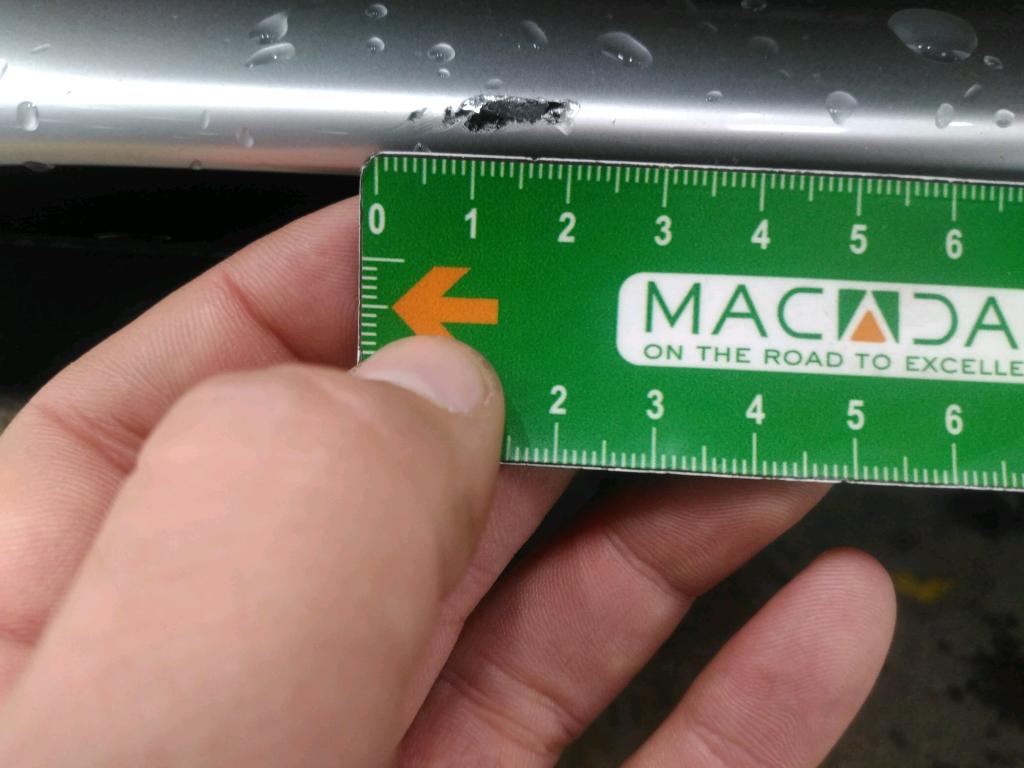 0 1 2 3 4 5 6
MACADA
ON THE ROAD TO EXCELLE
2 3 4 5 6